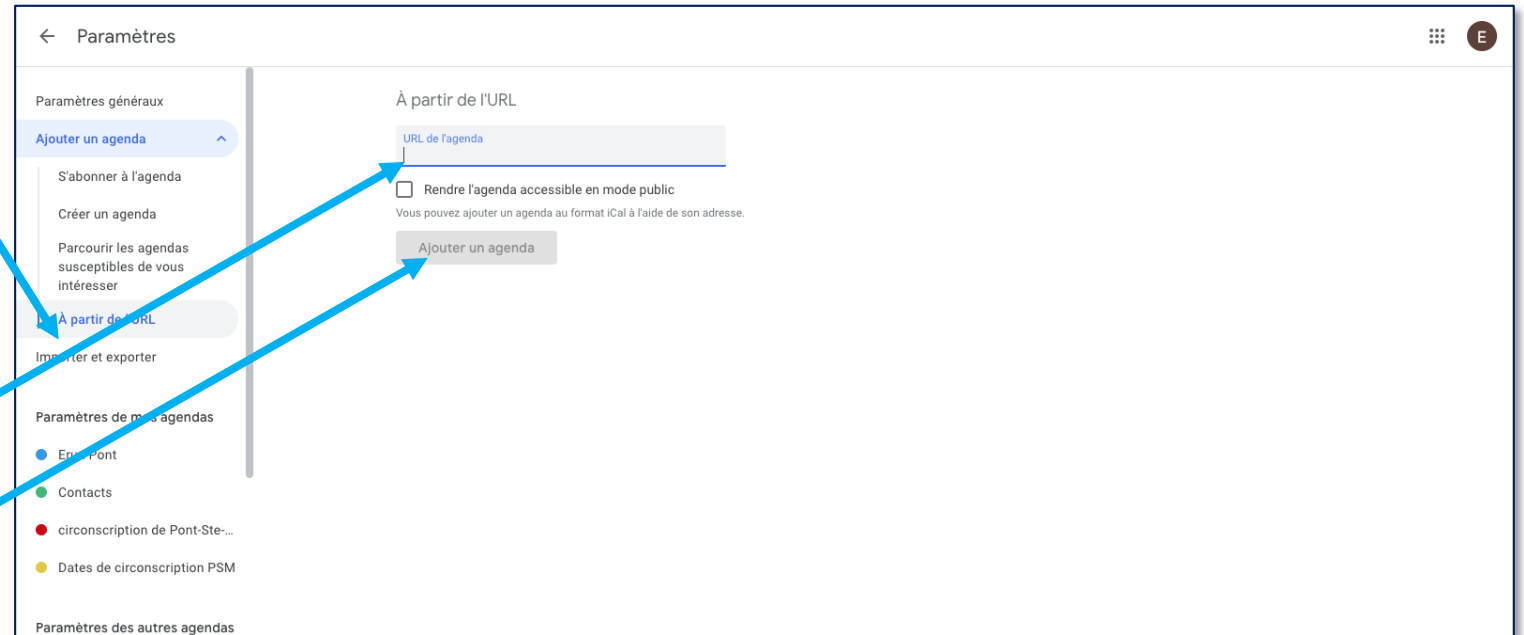 Paramètres
E
Paramètres généraux
Ajouter un agenda
S'abonner à l'agenda
Créer un agenda
Parcourir les agendas
susceptibles de vous
intéresser
À partir de l'URL
Importer et exporter
Paramètres de mes agendas
Pont
Contacts
circonscription de Pont-Ste-...
Dates de circonscription PSM
Paramètres des autres agendas
À partir de l'URL
URL de l'agenda
Rendre l'agenda accessible en mode public
Vous pouvez ajouter un agenda au format iCal à l'aide de son adresse.
Ajouter un agenda